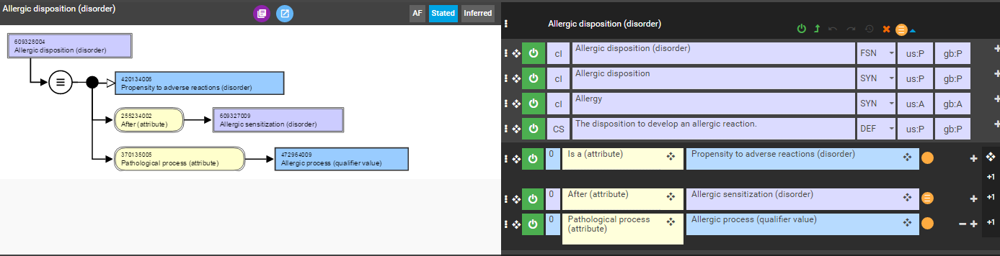 Allergic disposition (disorder)
AF Stated Inferred
609328004
Allergic disposition (disorder)
420134006
Propensity to adverse reactions (disorder)
255234002
After (attribute)
609327009
Allergic sensitization (disorder)
370135005
Pathological process (attribute)
472964009
Allergic process (qualifier value)
Allergic disposition (disorder)
cI Allergic disposition (disorder) FSN us:P gb:P
cI Allergic disposition SYN us:P gb:P
cI Allergy SYN us:A gb:A
CS The disposition to develop an allergic reaction. DEF us:P gb:P
0 Is a (attribute) Propensity to adverse reactions (disorder)
+1
0 After (attribute) Allergic sensitization (disorder) +1
0 Pathological process (attribute) Allergic process (qualifier value) +1